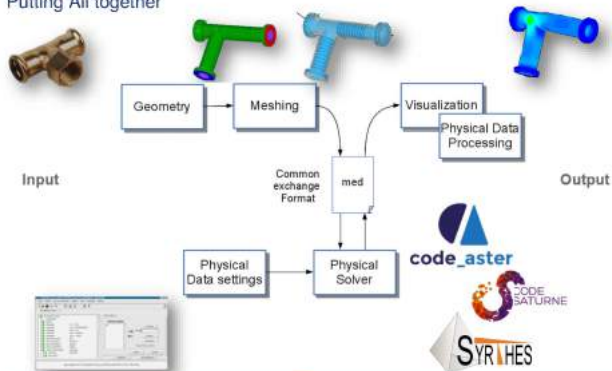 Putting All together
Geometry
Meshing
Visualization
Physical Data
Processing
Input
Common
exchange
Format
med
Output
Physical
Data settings
Physical
Solver
code_aster
CODE
SATURNE
SYRTHES